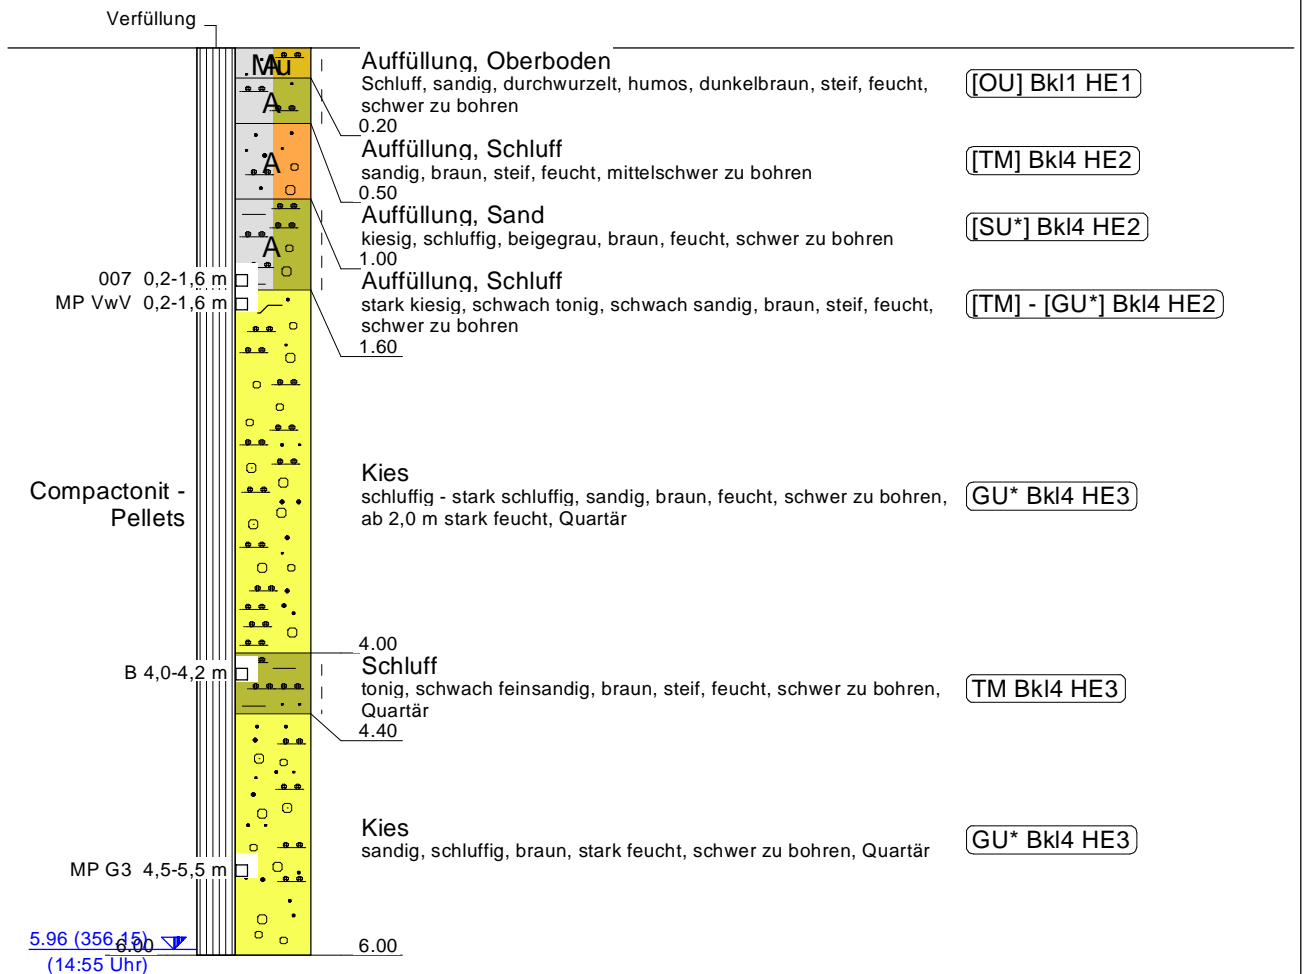 Verfüllung
Mu
A
Auffüllung, Oberboden
Schluff, sandig, durchwurzelt, humos, dunkelbraun, steif, feucht,
schwer zu bohren
[OU] Bkl1 HE1
0.20
A
Auffüllung, Schluff
sandig, braun, steif, feucht, mittelschwer zu bohren
[TM] Bkl4 HE2
0.50
A
Auffüllung, Sand
kiesig, schluffig, beigegrau, braun, feucht, schwer zu bohren
[SU*] Bkl4 HE2
1.00
A
Auffüllung, Schluff
stark kiesig, schwach tonig, schwach sandig, braun, steif, feucht,
schwer zu bohren
[TM] - [GU*] Bkl4 HE2
1.60
007 0,2-1,6 m
MP VwV 0,2-1,6 m
Compactonit -
Pellets
Kies
schluffig - stark schluffig, sandig, braun, feucht, schwer zu bohren,
ab 2,0 m stark feucht, Quartär
GU* Bkl4 HE3
4.00
B 4,0-4,2 m
Schluff
tonig, schwach feinsandig, braun, steif, feucht, schwer zu bohren,
Quartär
TM Bkl4 HE3
4.40
Kies
sandig, schluffig, braun, stark feucht, schwer zu bohren, Quartär
GU* Bkl4 HE3
MP G3 4,5-5,5 m
5.96 (356.15)
6.00
6.00
(14:55 Uhr)